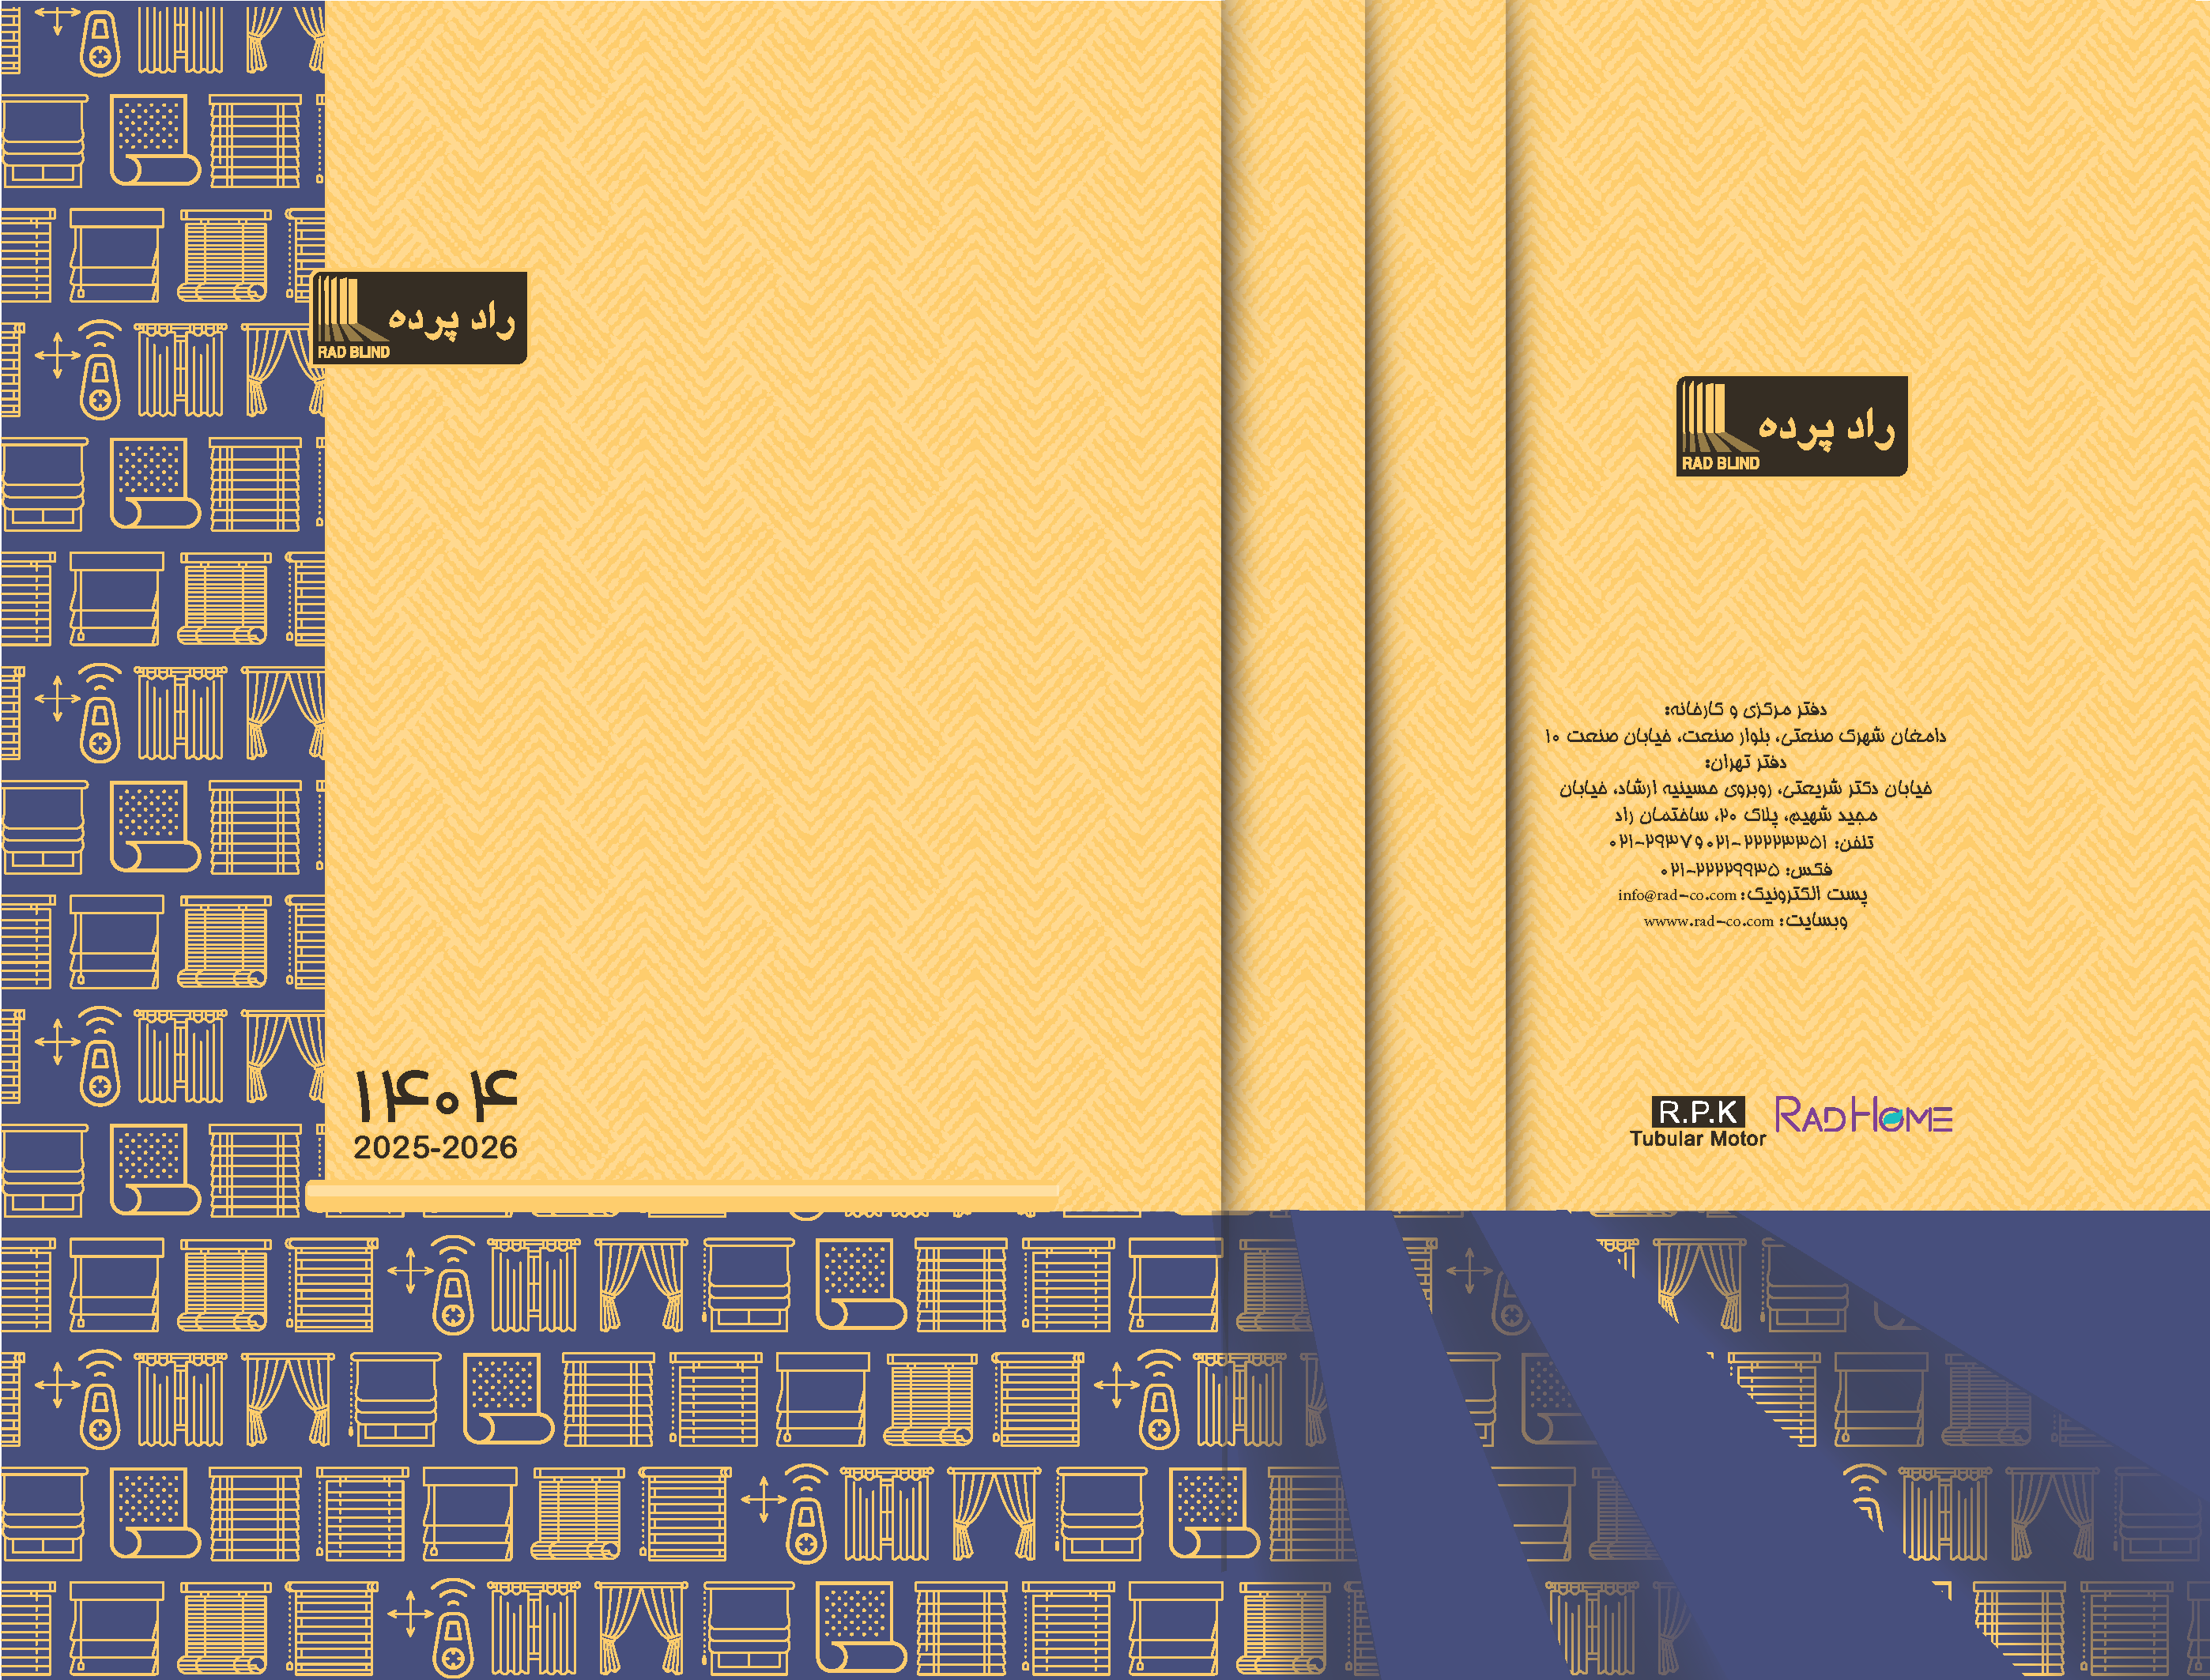 راد پرده
RAD BLIND
۱۴۰۴
2025-2026
راد پرده
RAD BLIND
دفتر مرکزی و کارخانه:
دامغان شهرک صنعتی، بلوار صنعت، خیابان صنعت ۱۰
دفتر تهران:
خیابان دکتر شریعتی، روبروی حسینیه ارشاد، خیابان
مجید شهیم، پلاک ۲۰، ساختمان راد
تلفن: ۰۲۱-۲۲۲۲۳۳۵۱ و ۰۲۱-۲۹۳۷
فکس: ۰۲۱-۲۲۲۲۹۹۳۵
پست الکترونیک: info@rad-co.com
وبسایت: wwww.rad-co.com
R.P.K
Tubular Motor
RADHOME